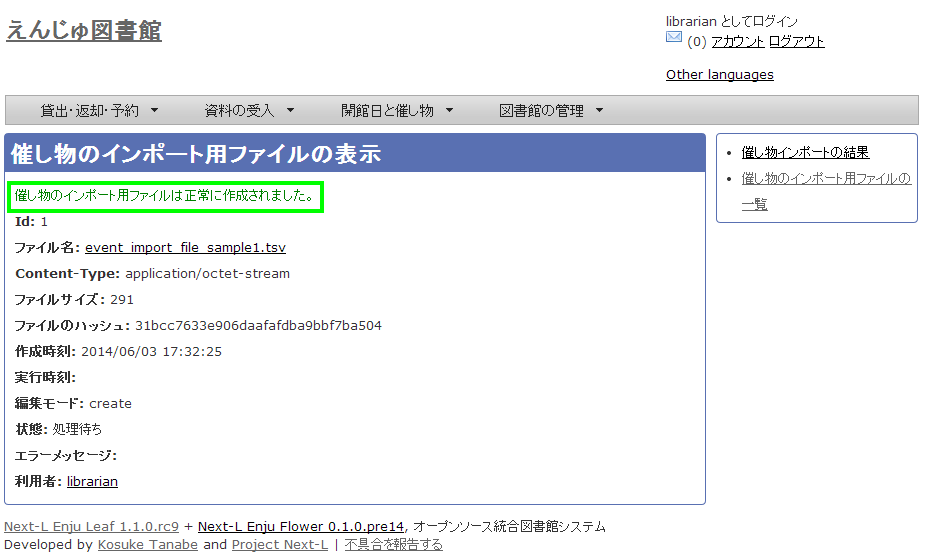 えんじゅ図書館
librarian としてログイン
(0) アカウント ログアウト
Other languages
貸出・返却・予約 資料の受入 開館日と催し物 図書館の管理
催し物のインポート用ファイルの表示
催し物のインポート用ファイルは正常に作成されました。
Id: 1
ファイル名: event_import_file_sample1.tsv
Content-Type: application/octet-stream
ファイルサイズ: 291
ファイルのハッシュ: 31bcc7633e906daafafdba9bbf7ba504
作成時刻: 2014/06/03 17:32:25
実行時刻:
編集モード: create
状態: 処理待ち
エラーメッセージ:
利用者: librarian
催し物インポートの結果
催し物のインポート用ファイルの
一覧
Next-L Enju Leaf 1.1.0.rc9 + Next-L Enju Flower 0.1.0.pre14, オープンソース統合図書館システム
Developed by Kosuke Tanabe and Project Next-L | 不具合を報告する